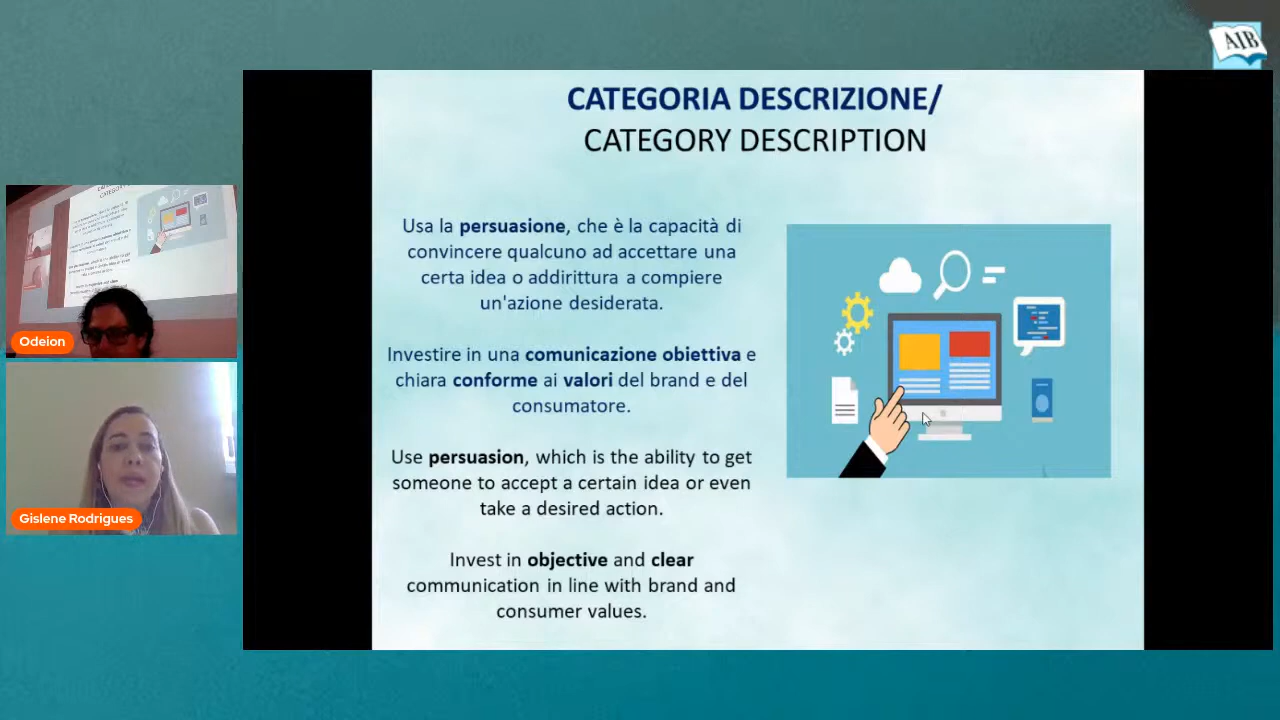 AIB
CATEGORIA DESCRIZIONE/
CATEGORY DESCRIPTION
Usa la persuasione, che è la capacità di
convincere qualcuno ad accettare una
certa idea o addirittura a compiere
un'azione desiderata.
Investire in una comunicazione obiettiva e
chiara conforme ai valori del brand e del
consumatore.
Use persuasion, which is the ability to get
someone to accept a certain idea or even
take a desired action.
Invest in objective and clear
communication in line with brand and
consumer values.
Odeion
Gislene Rodrigues